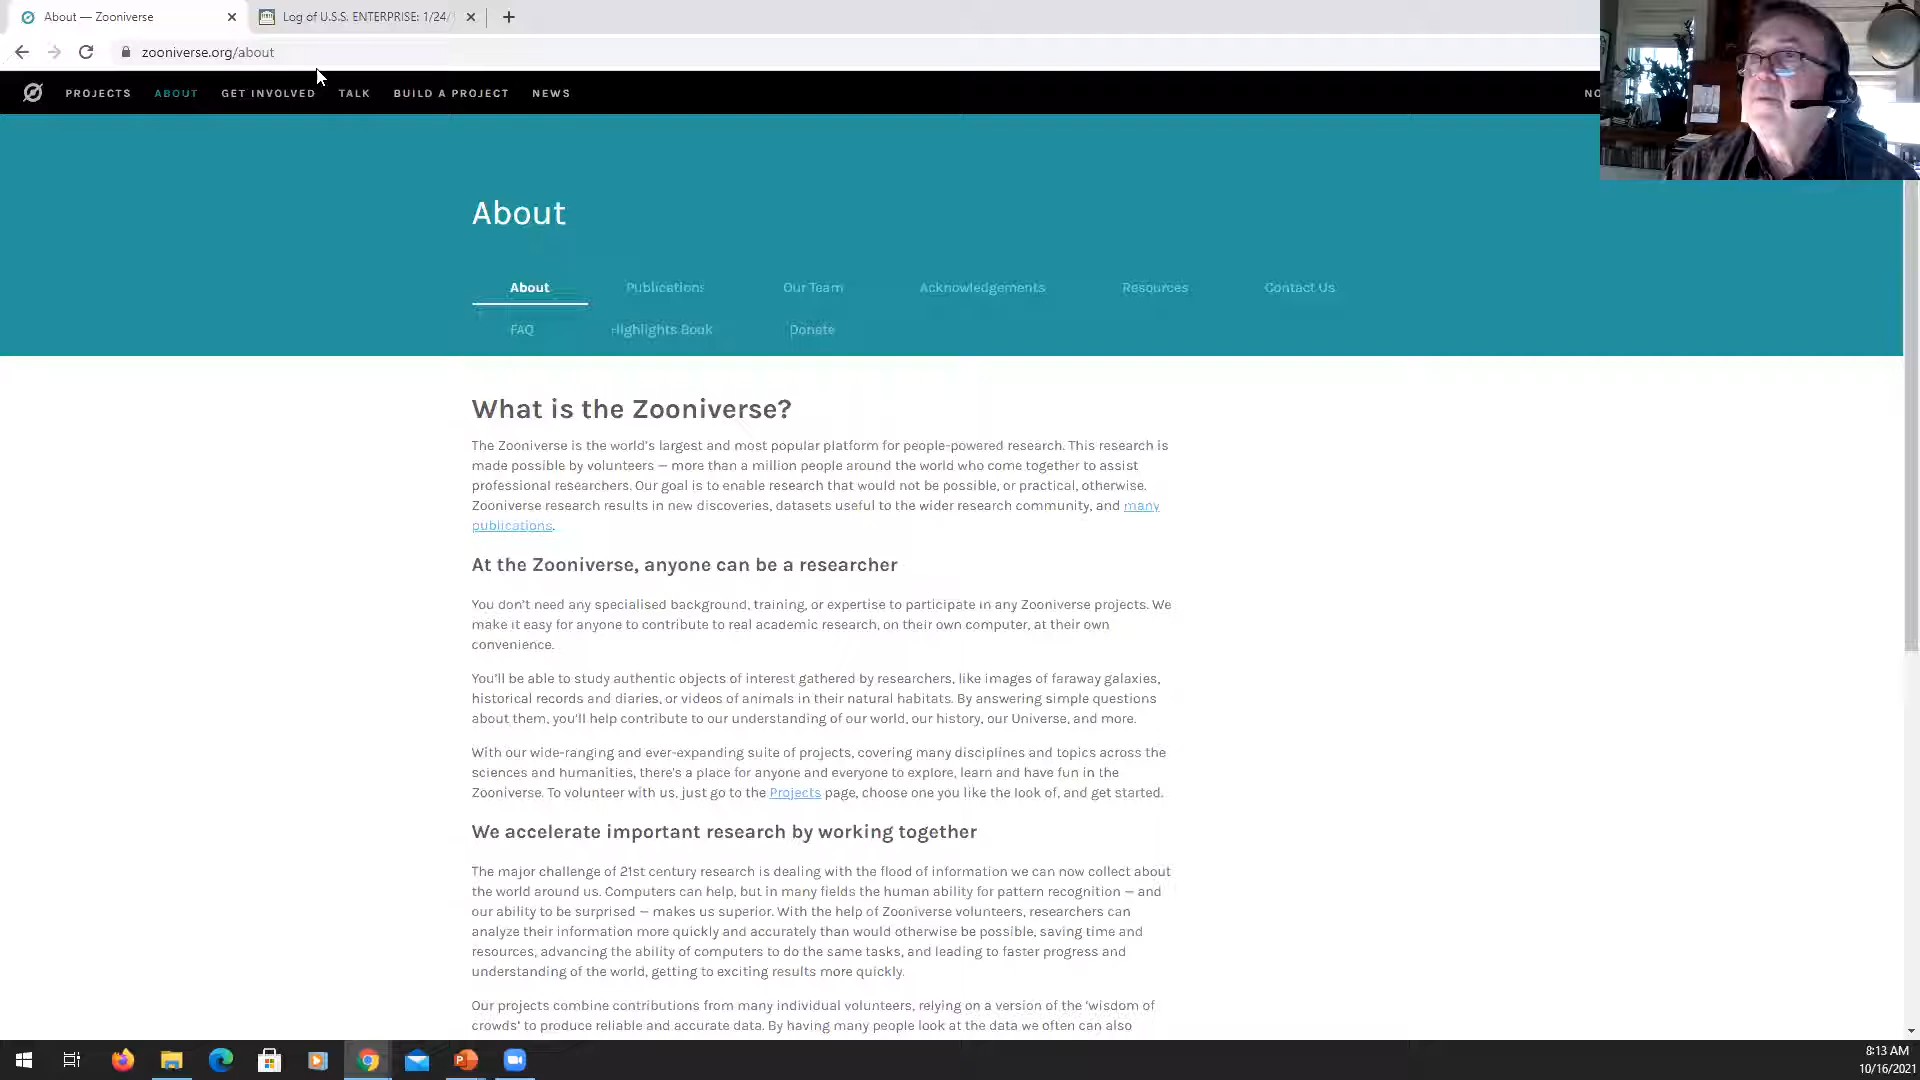 About — Zooniverse
Log of U.S.S. ENTERPRISE: 1/24/
zooniverse.org/about
PROJECTS ABOUT GET INVOLVED TALK BUILD A PROJECT NEWS
About
About Publications Our Team Acknowledgements Resources Contact Us
FAQ Highlights Book Donate
What is the Zooniverse?
The Zooniverse is the world's largest and most popular platform for people-powered research. This research is
made possible by volunteers — more than a million people around the world who come together to assist
professional researchers. Our goal is to enable research that would not be possible, or practical, otherwise.
Zooniverse research results in new discoveries, datasets useful to the wider research community, and many
publications.
At the Zooniverse, anyone can be a researcher
You don't need any specialised background, training, or expertise to participate in any Zooniverse projects. We
make it easy for anyone to contribute to real academic research, on their own computer, at their own
convenience.
You'll be able to study authentic objects of interest gathered by researchers, like images of faraway galaxies,
historical records and diaries, or videos of animals in their natural habitats. By answering simple questions
about them, you'll help contribute to our understanding of our world, our history, our Universe, and more.
With our wide-ranging and ever-expanding suite of projects, covering many disciplines and topics across the
sciences and humanities, there's a place for anyone and everyone to explore, learn and have fun in the
Zooniverse. To volunteer with us, just go to the Projects page, choose one you like the look of, and get started.
We accelerate important research by working together
The major challenge of 21st century research is dealing with the flood of information we can now collect about
the world around us. Computers can help, but in many fields the human ability for pattern recognition — and
our ability to be surprised — makes us superior. With the help of Zooniverse volunteers, researchers can
analyze their information more quickly and accurately than would otherwise be possible, saving time and
resources, advancing the ability of computers to do the same tasks, and leading to faster progress and
understanding of the world, getting to exciting results more quickly.
Our projects combine contributions from many individual volunteers, relying on a version of the 'wisdom of
crowds' to produce reliable and accurate data. By having many people look at the data we often can also
8:13 AM
10/16/2021